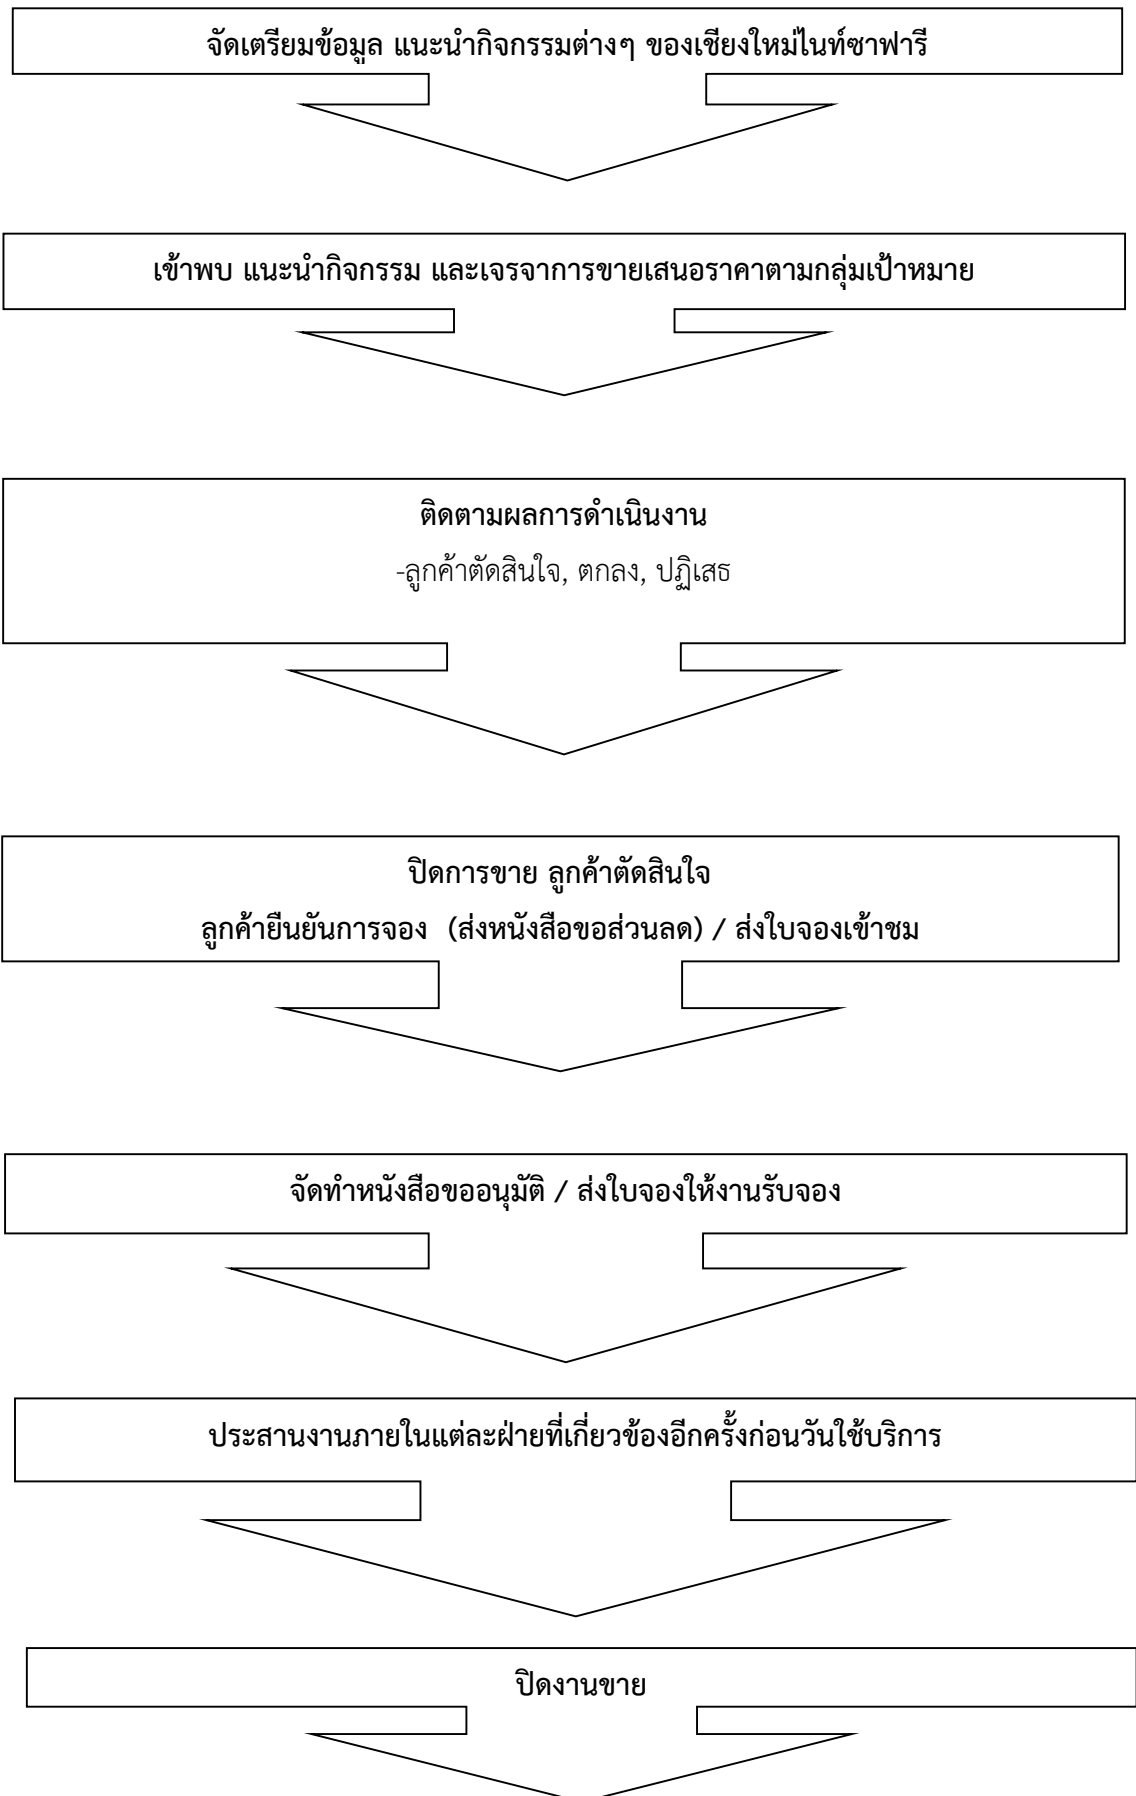 จัดเตรียมข้อมูล แนะนำกิจกรรมต่างๆ ของเชียงใหม่ไนท์ซาฟารี
เข้าพบ แนะนำกิจกรรม และเจรจาการขายเสนอราคาตามกลุ่มเป้าหมาย
ติดตามผลการดำเนินงาน
-ลูกค้าตัดสินใจ, ตกลง, ปฏิเสธ
ปิดการขาย ลูกค้าตัดสินใจ
ลูกค้ายืนยันการจอง (ส่งหนังสือขอส่วนลด) / ส่งใบจองเข้าชม
จัดทำหนังสือขออนุมัติ / ส่งใบจองให้งานรับจอง
ประสานงานภายในแต่ละฝ่ายที่เกี่ยวข้องอีกครั้งก่อนวันใช้บริการ
ปิดงานขาย